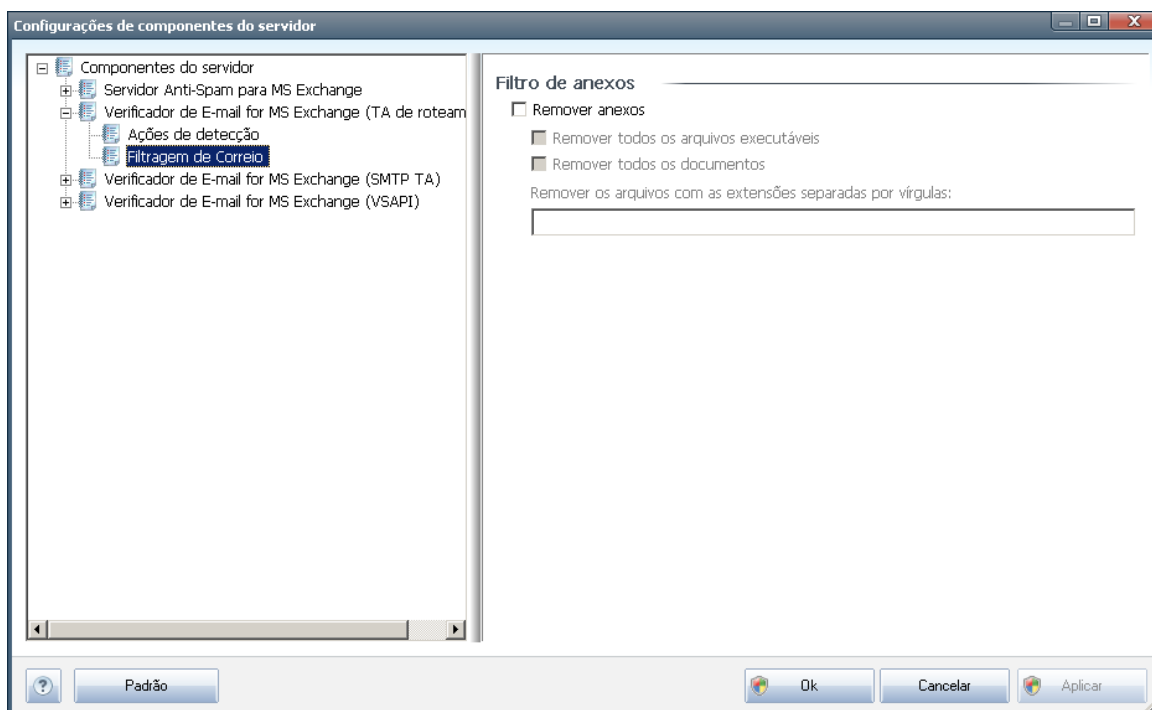 Configurações de componentes do servidor
Componentes do servidor
Servidor Anti-Spam para MS Exchange
Verificador de E-mail for MS Exchange (TA de roteam
Ações de detecção
Filtragem de Correio
Verificador de E-mail for MS Exchange (SMTP TA)
Verificador de E-mail for MS Exchange (VSAPI)
Filtro de anexos
Remover anexos
Remover todos os arquivos executáveis
Remover todos os documentos
Remover os arquivos com as extensões separadas por vírgulas:
? Padrão Ok Cancelar Aplicar